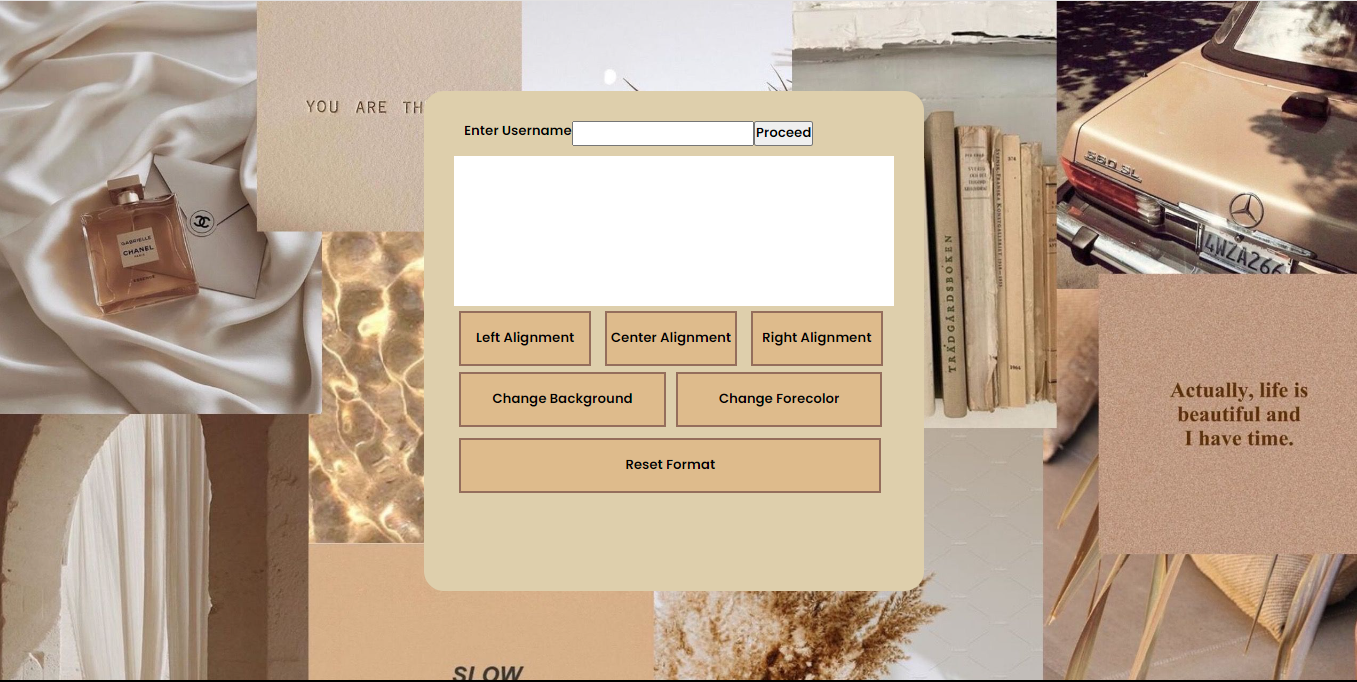 YOU ARE TH
Enter Username
Proceed
GABRIELLE
CHANEL
PARIS
560 SL
4WZA266
TRÄDGÅRDSBOKEN
Left Alignment
Center Alignment
Right Alignment
Change Background
Change Forecolor
Reset Format
Actually, life is
beautiful and
I have time.
SLOW